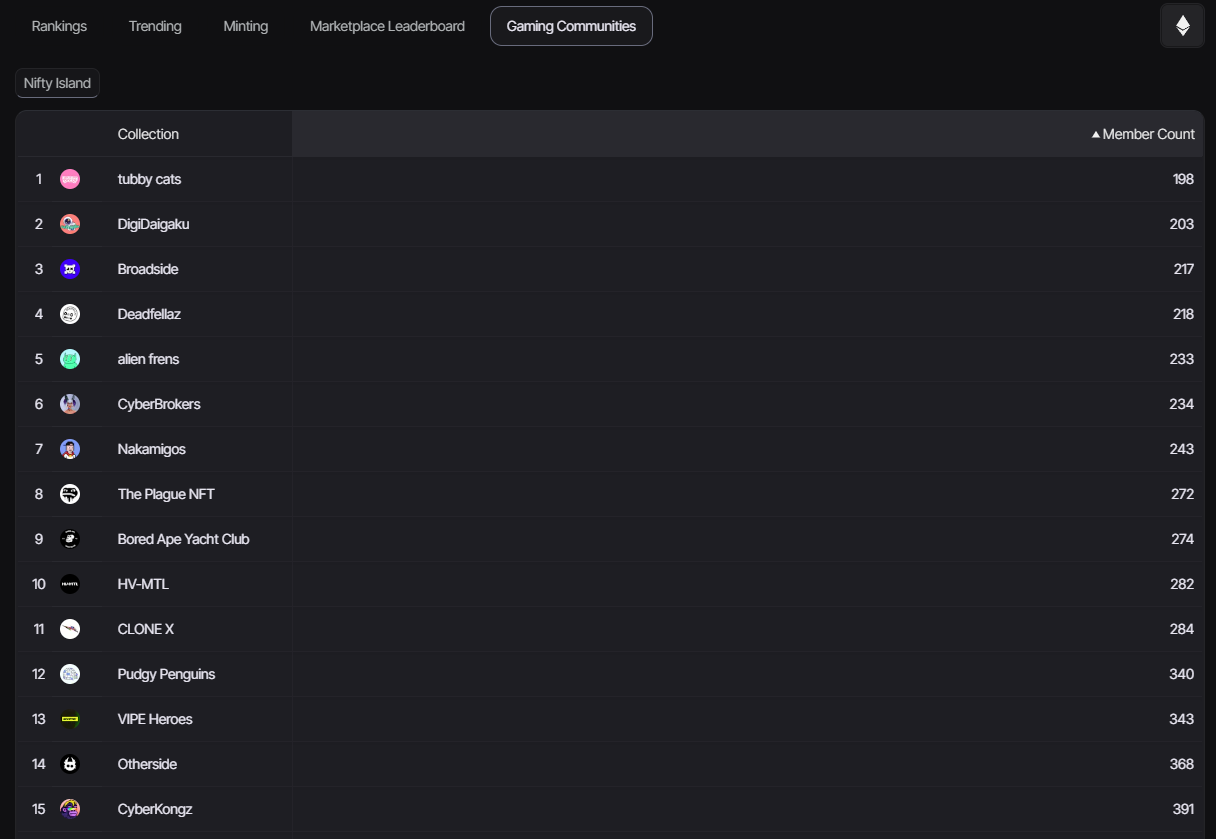 Rankings Trending Minting Marketplace Leaderboard Gaming Communities
Nifty Island
Collection ▲ Member Count
1 tubby cats 198
2 DigiDaigaku 203
3 Broadside 217
4 Deadfellaz 218
5 alien frens 233
6 CyberBrokers 234
7 Nakamigos 243
8 The Plague NFT 272
9 Bored Ape Yacht Club 274
10 HV-MTL 282
11 CLONE X 284
12 Pudgy Penguins 340
13 VIPE Heroes 343
14 Otherside 368
15 CyberKongz 391